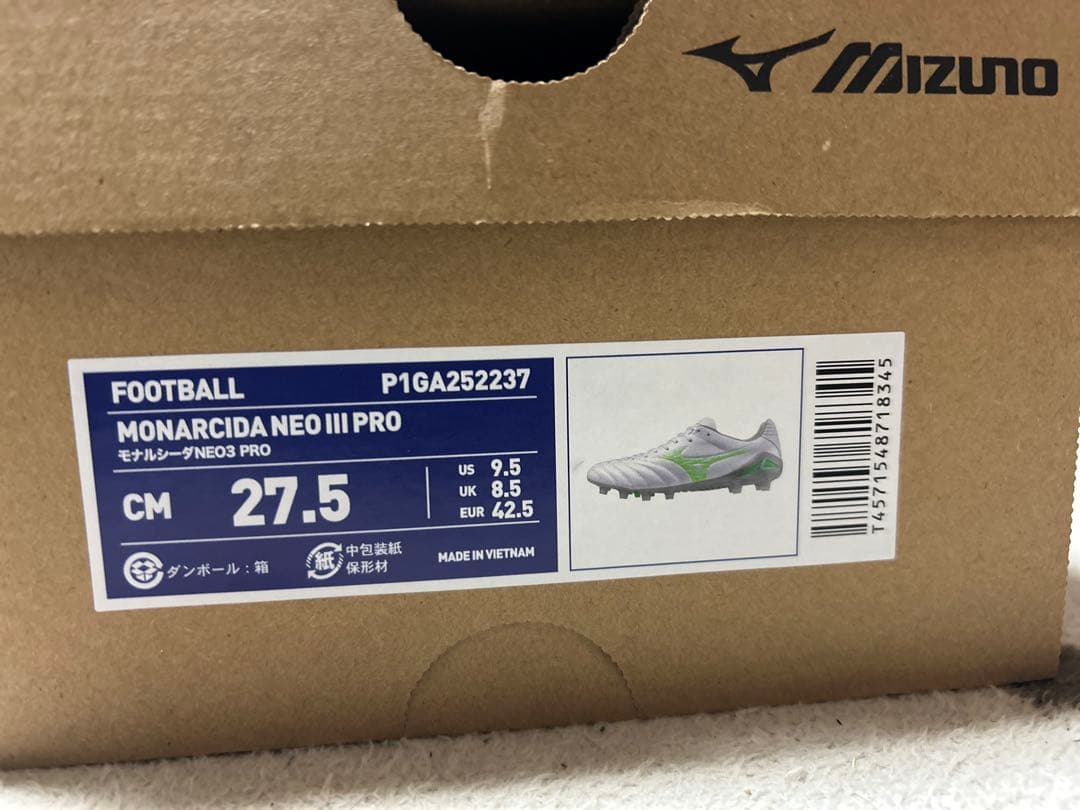 MIZUNO
FOOTBALL P1GA252237
MONARCIDA NEO III PRO
モナルシーダNEO3 PRO
CM 27.5
US 9.5
UK 8.5
EUR 42.5
ダンボール：箱
紙 中包装紙
保形材
MADE IN VIETNAM
T4571548718345